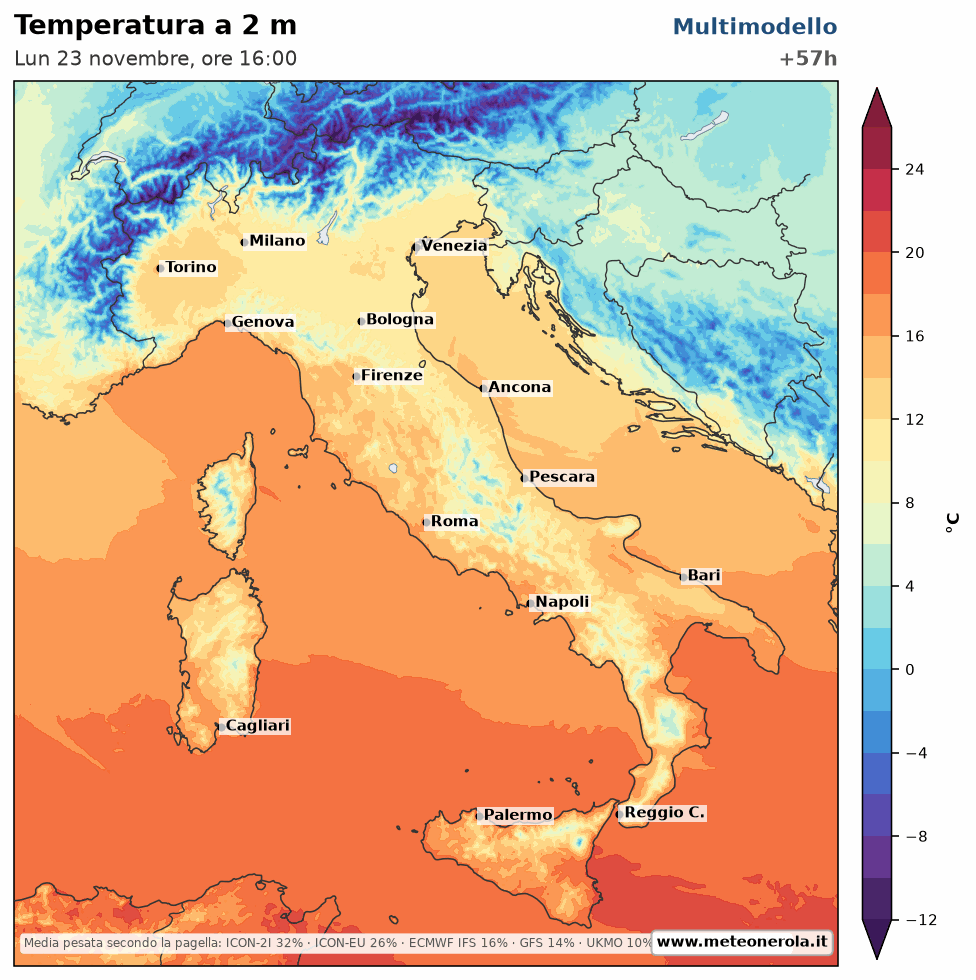 Temperatura a 2 m
Multimodello
Lun 23 novembre, ore 16:00
+57h
Milano
Venezia
Torino
Genova
Bologna
Firenze
Ancona
Pescara
Roma
Bari
Napoli
Cagliari
Palermo
Reggio C.
24
20
16
12
8
4
0
−4
−8
−12
°C
Media pesata secondo la pagella: ICON-2I 32% · ICON-EU 26% · ECMWF IFS 16% · GFS 14% · UKMO 10%
www.meteonerola.it